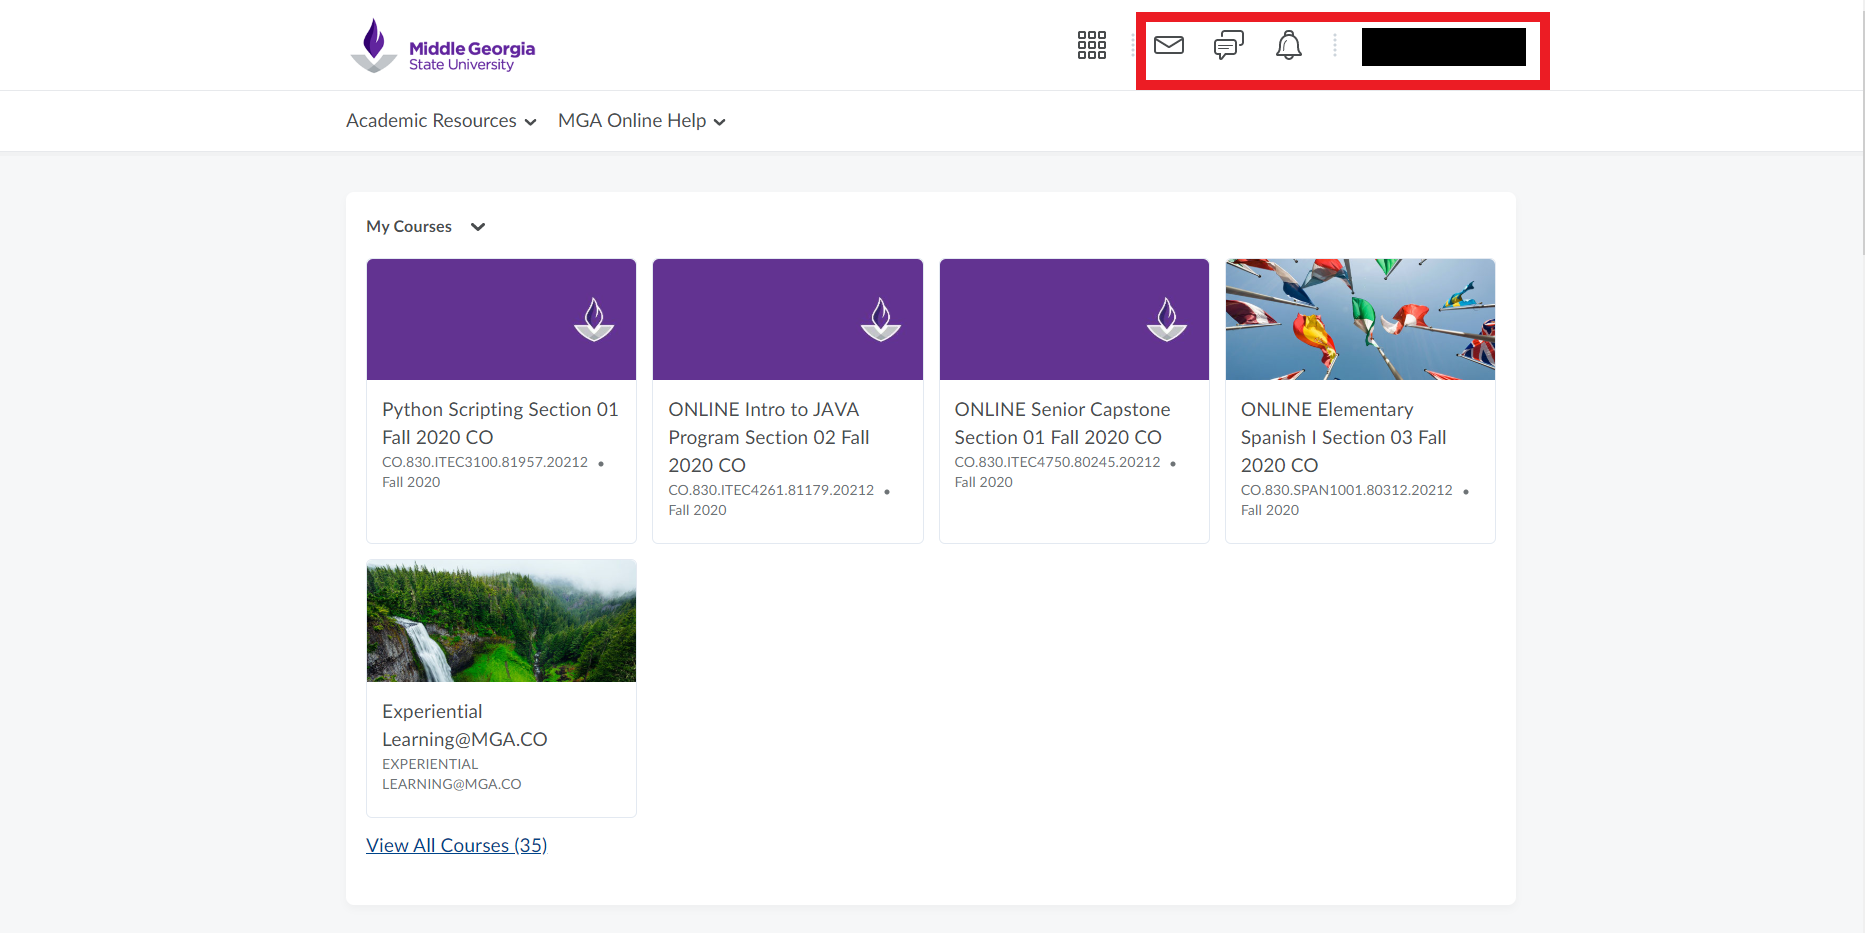 Middle Georgia
State University
Academic Resources
MGA Online Help
My Courses
Python Scripting Section 01
Fall 2020 CO
CO.830.ITEC3100.81957.20212 •
Fall 2020
ONLINE Intro to JAVA
Program Section 02 Fall
2020 CO
CO.830.ITEC4261.81179.20212 •
Fall 2020
ONLINE Senior Capstone
Section 01 Fall 2020 CO
CO.830.ITEC4750.80245.20212 •
Fall 2020
ONLINE Elementary
Spanish I Section 03 Fall
2020 CO
CO.830.SPAN1001.80312.20212 •
Fall 2020
Experiential
Learning@MGA.CO
EXPERIENTIAL
LEARNING@MGA.CO
View All Courses (35)